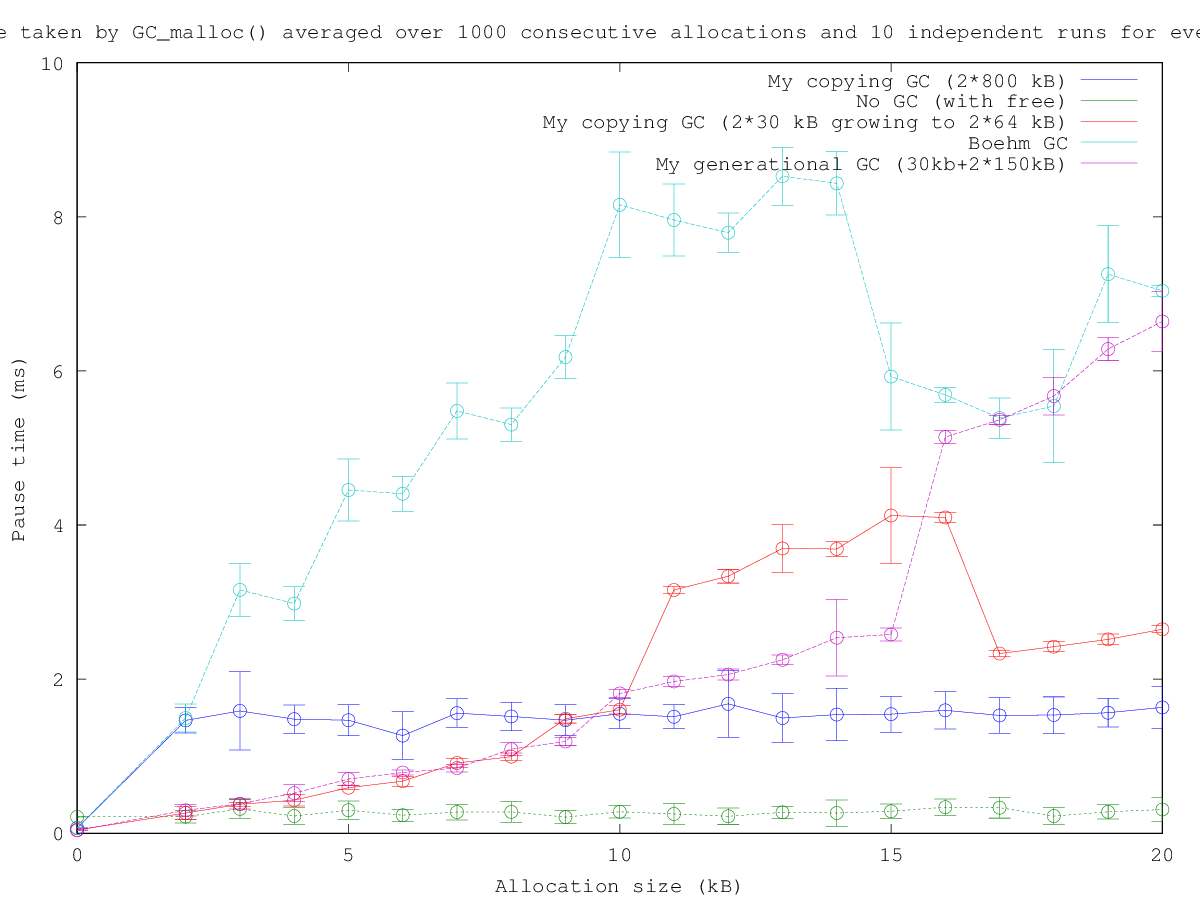 e taken by GC_malloc() averaged over 1000 consecutive allocations and 10 independent runs for eve
10
My copying GC (2*800 kB)
No GC (with free)
My copying GC (2*30 kB growing to 2*64 kB)
Boehm GC
My generational GC (30kb+2*150kB)
8
6
Pause time (ms)
4
2
0
0 5 10 15 20
Allocation size (kB)